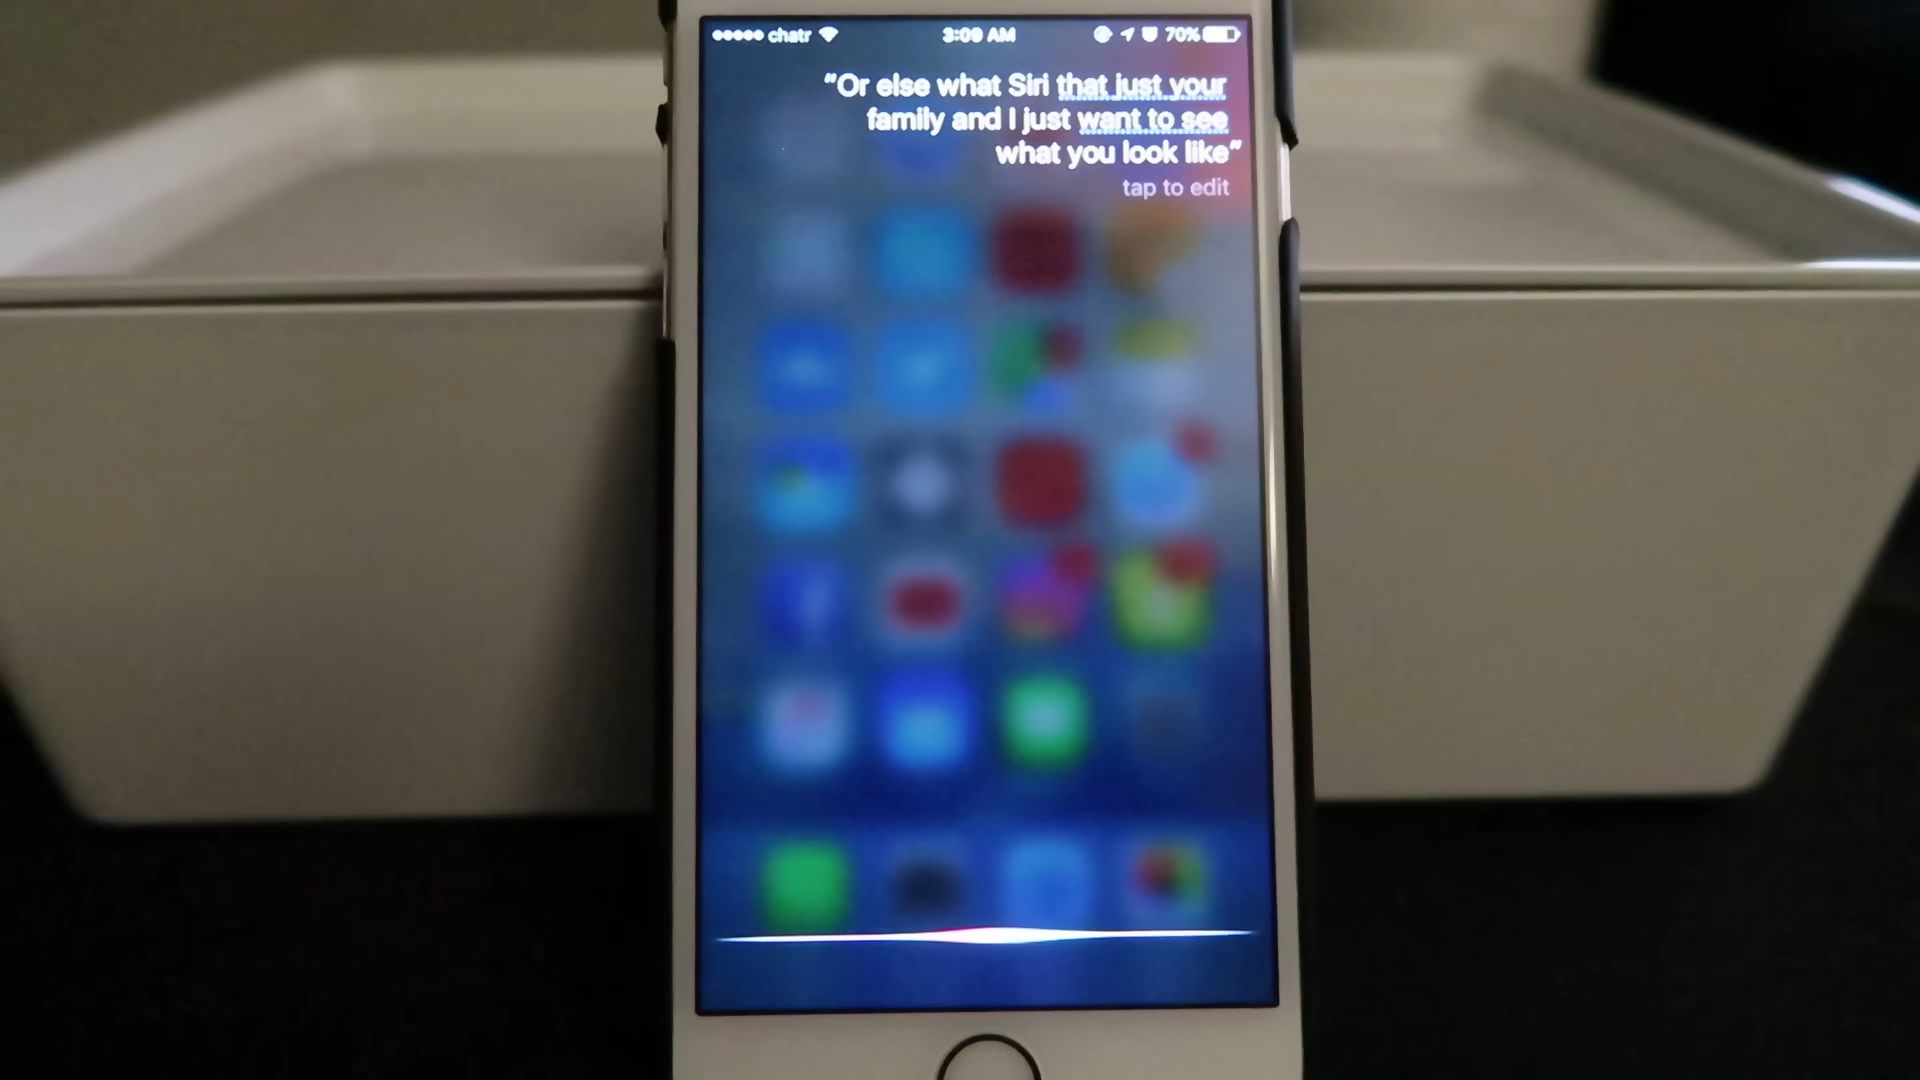 chatr 3:09 AM 70%
“Or else what Siri that just your
family and I just want to see
what you look like”
tap to edit